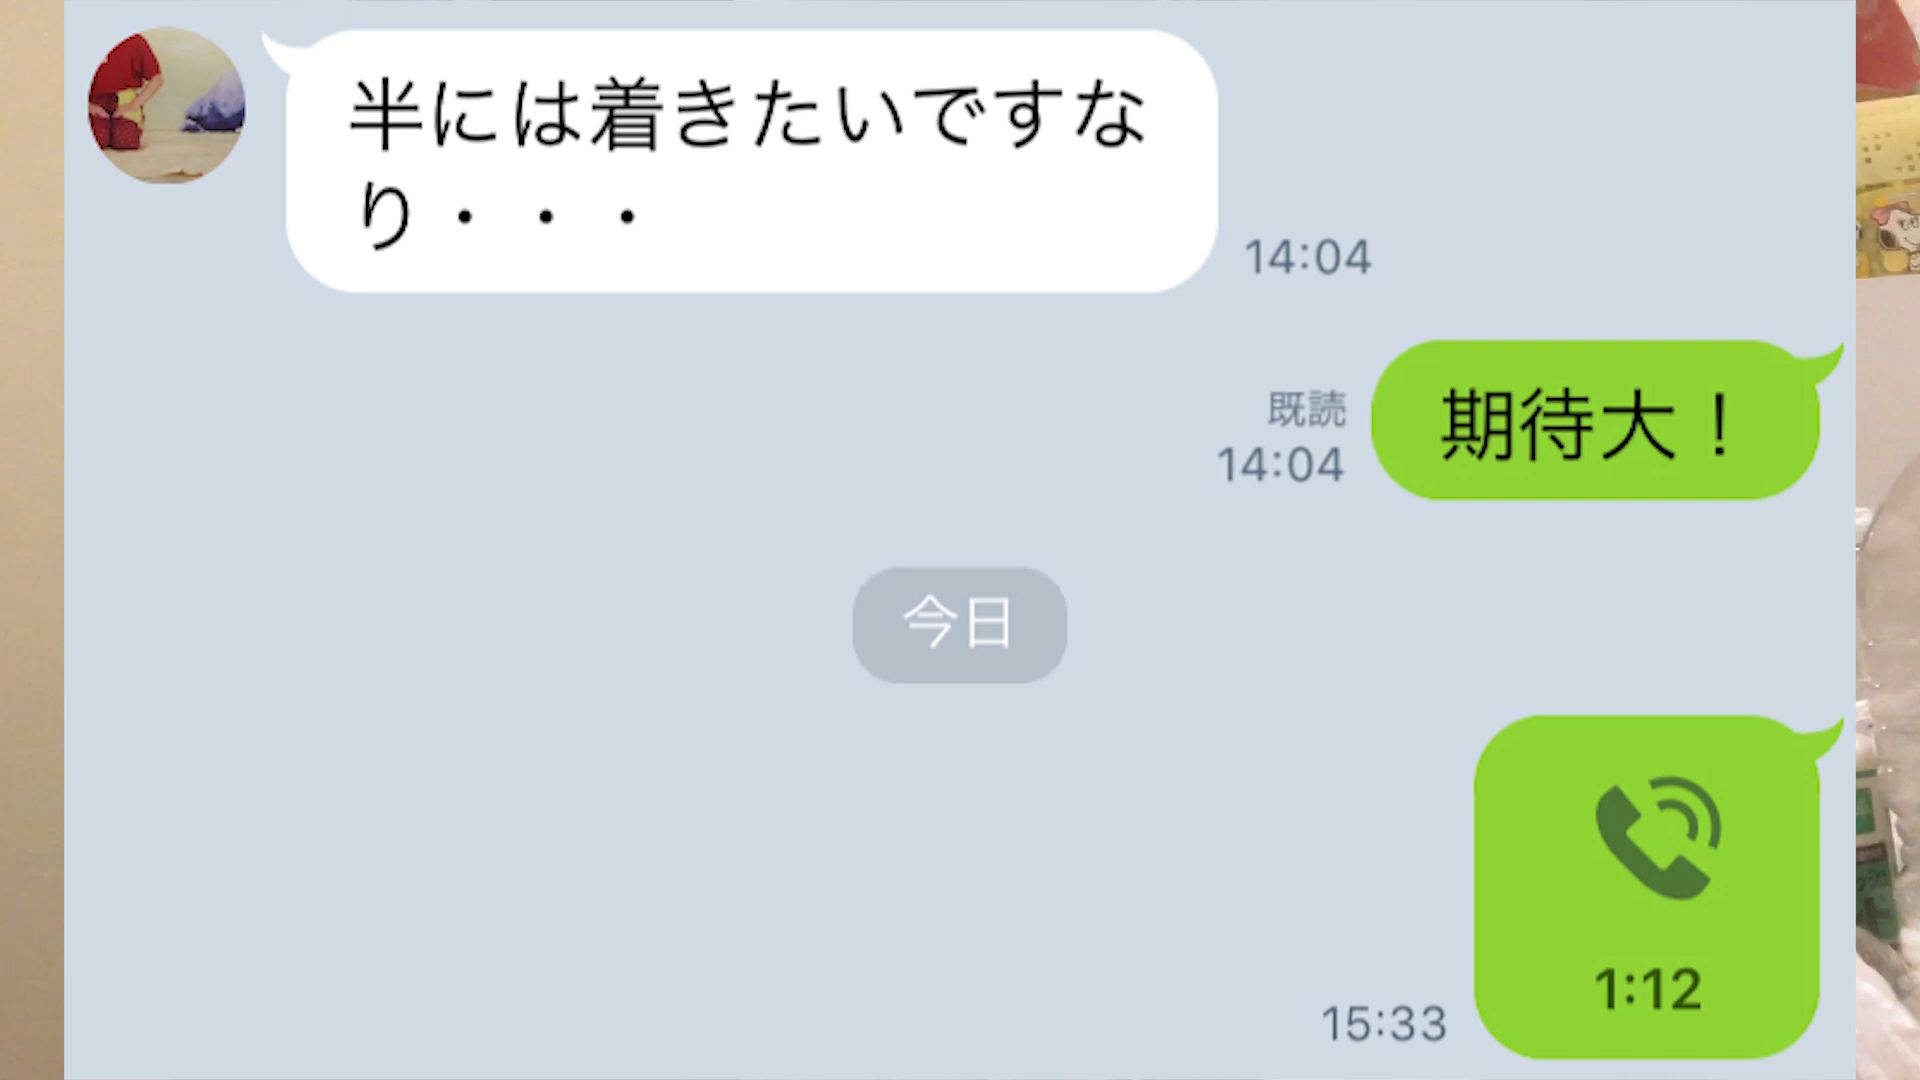 半には着きたいですな
り・・・
14:04
期待大！
既読
14:04
今日
1:12
15:33